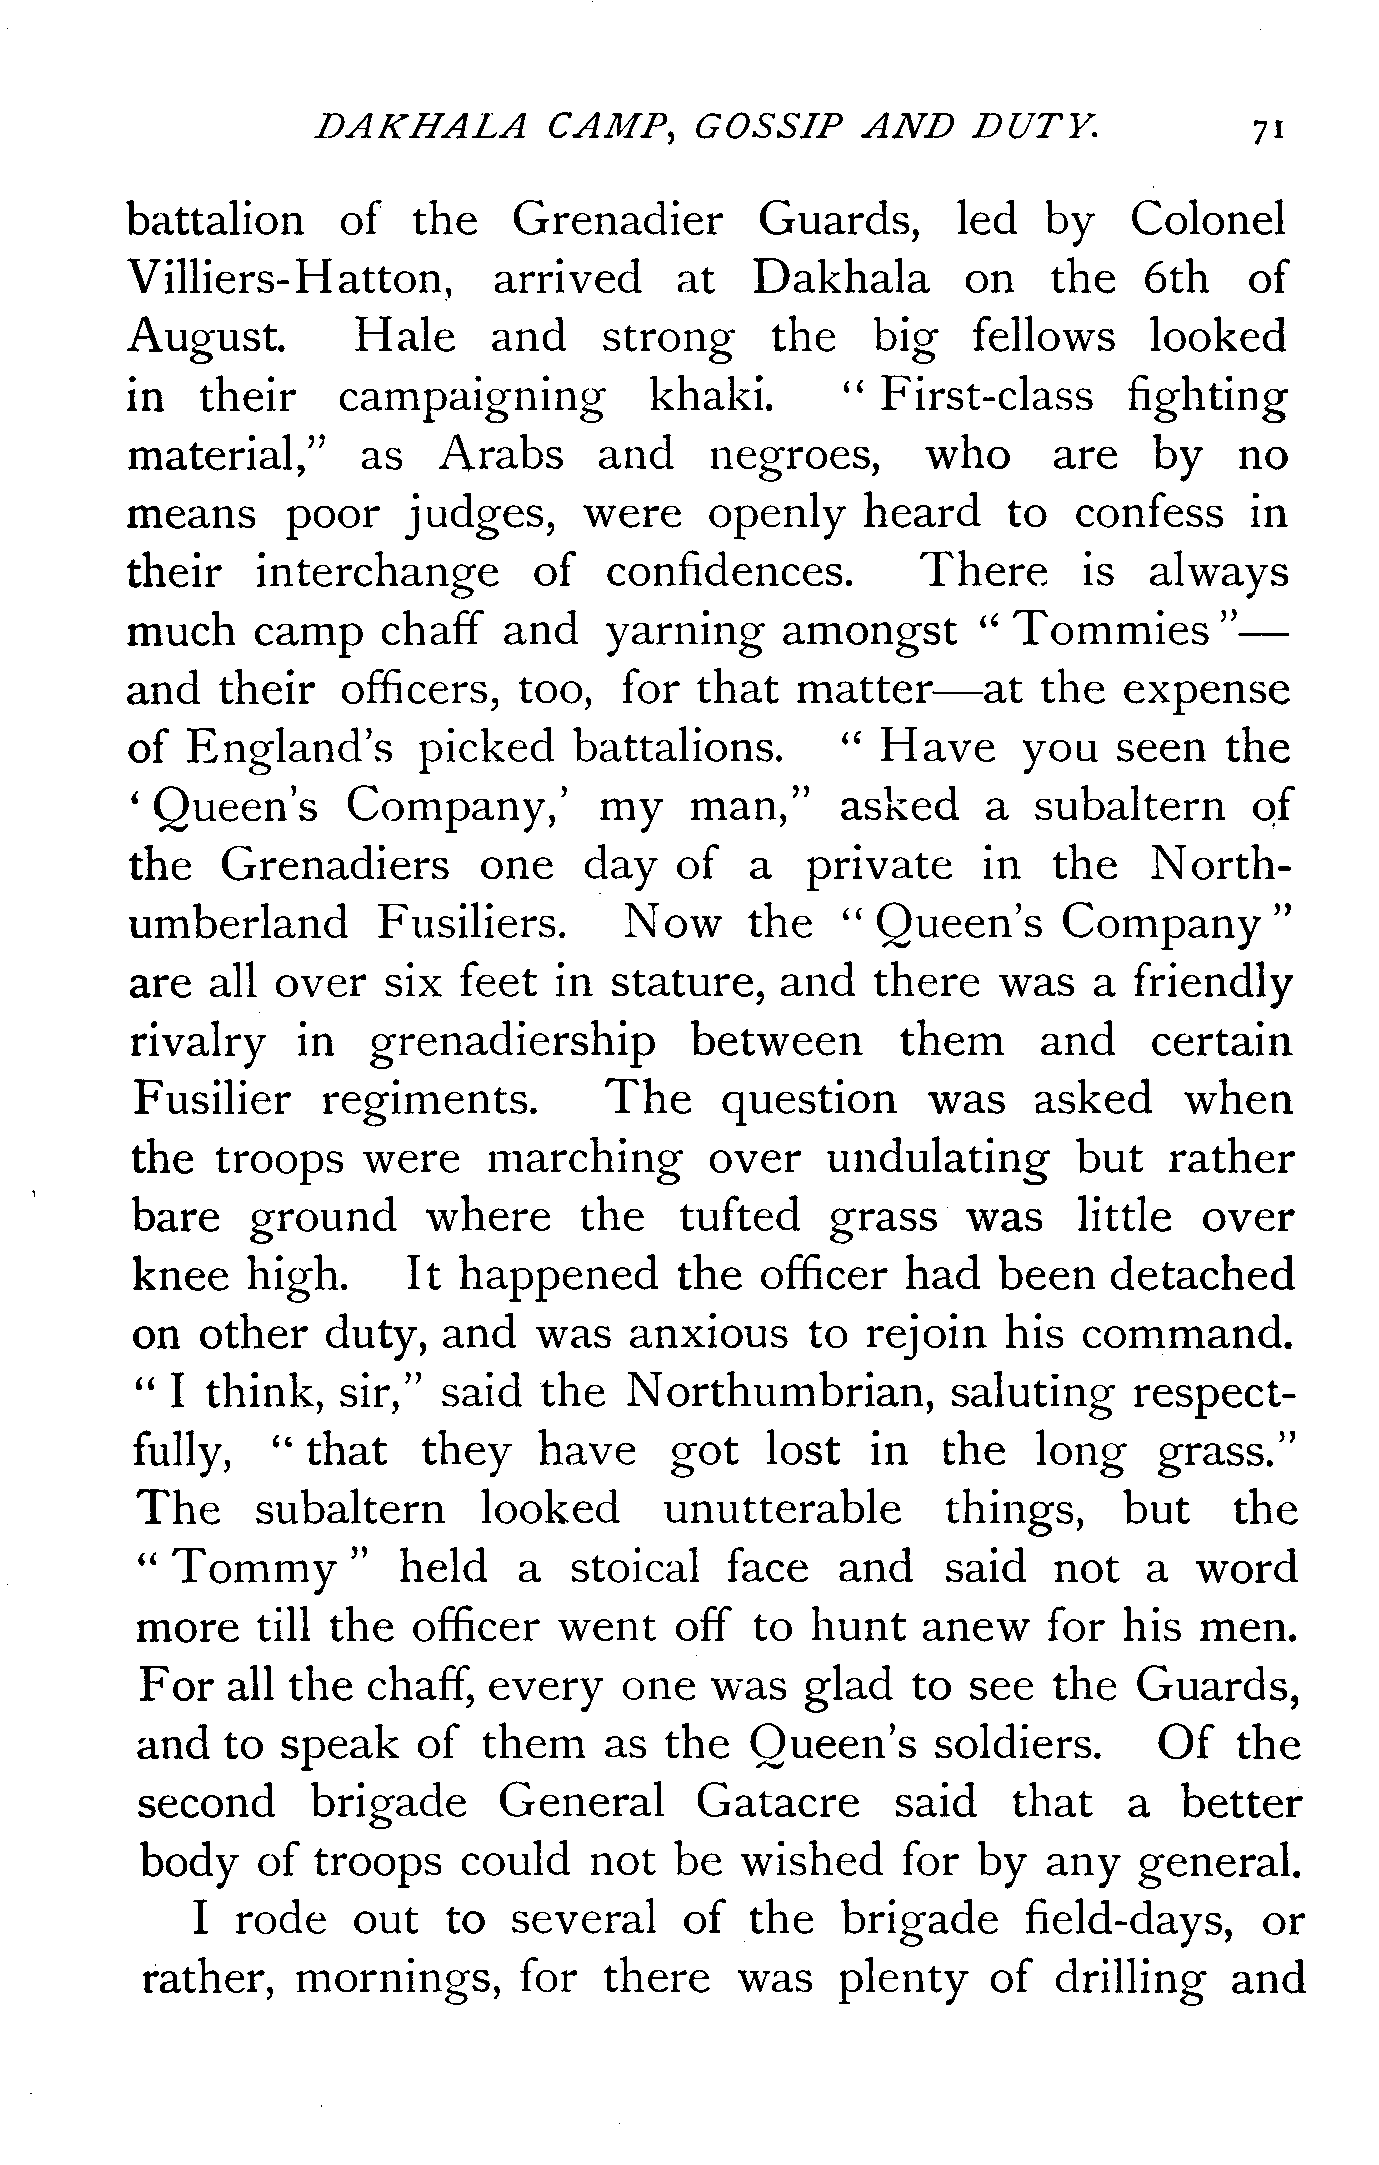 DAKHALA CAMP, GOSSIP AND DUTY. 71
battalion of the Grenadier Guards, led by Colonel
Villiers-Hatton, arrived at Dakhala on the 6th of
August. Hale and strong the big fellows looked
in their campaigning khaki. “ First-class fighting
material,” as Arabs and negroes, who are by no
means poor judges, were openly heard to confess in
their interchange of confidences. There is always
much camp chaff and yarning amongst “ Tommies ”—
and their officers, too, for that matter—at the expense
of England’s picked battalions. “ Have you seen the
‘ Queen’s Company,’ my man,” asked a subaltern of
the Grenadiers one day of a private in the North-
umberland Fusiliers. Now the “ Queen’s Company ”
are all over six feet in stature, and there was a friendly
rivalry in grenadiership between them and certain
Fusilier regiments. The question was asked when
the troops were marching over undulating but rather
bare ground where the tufted grass was little over
knee high. It happened the officer had been detached
on other duty, and was anxious to rejoin his command.
“ I think, sir,” said the Northumbrian, saluting respect-
fully, “ that they have got lost in the long grass.”
The subaltern looked unutterable things, but the
“ Tommy ” held a stoical face and said not a word
more till the officer went off to hunt anew for his men.
For all the chaff, every one was glad to see the Guards,
and to speak of them as the Queen’s soldiers. Of the
second brigade General Gatacre said that a better
body of troops could not be wished for by any general.
I rode out to several of the brigade field-days, or
rather, mornings, for there was plenty of drilling and